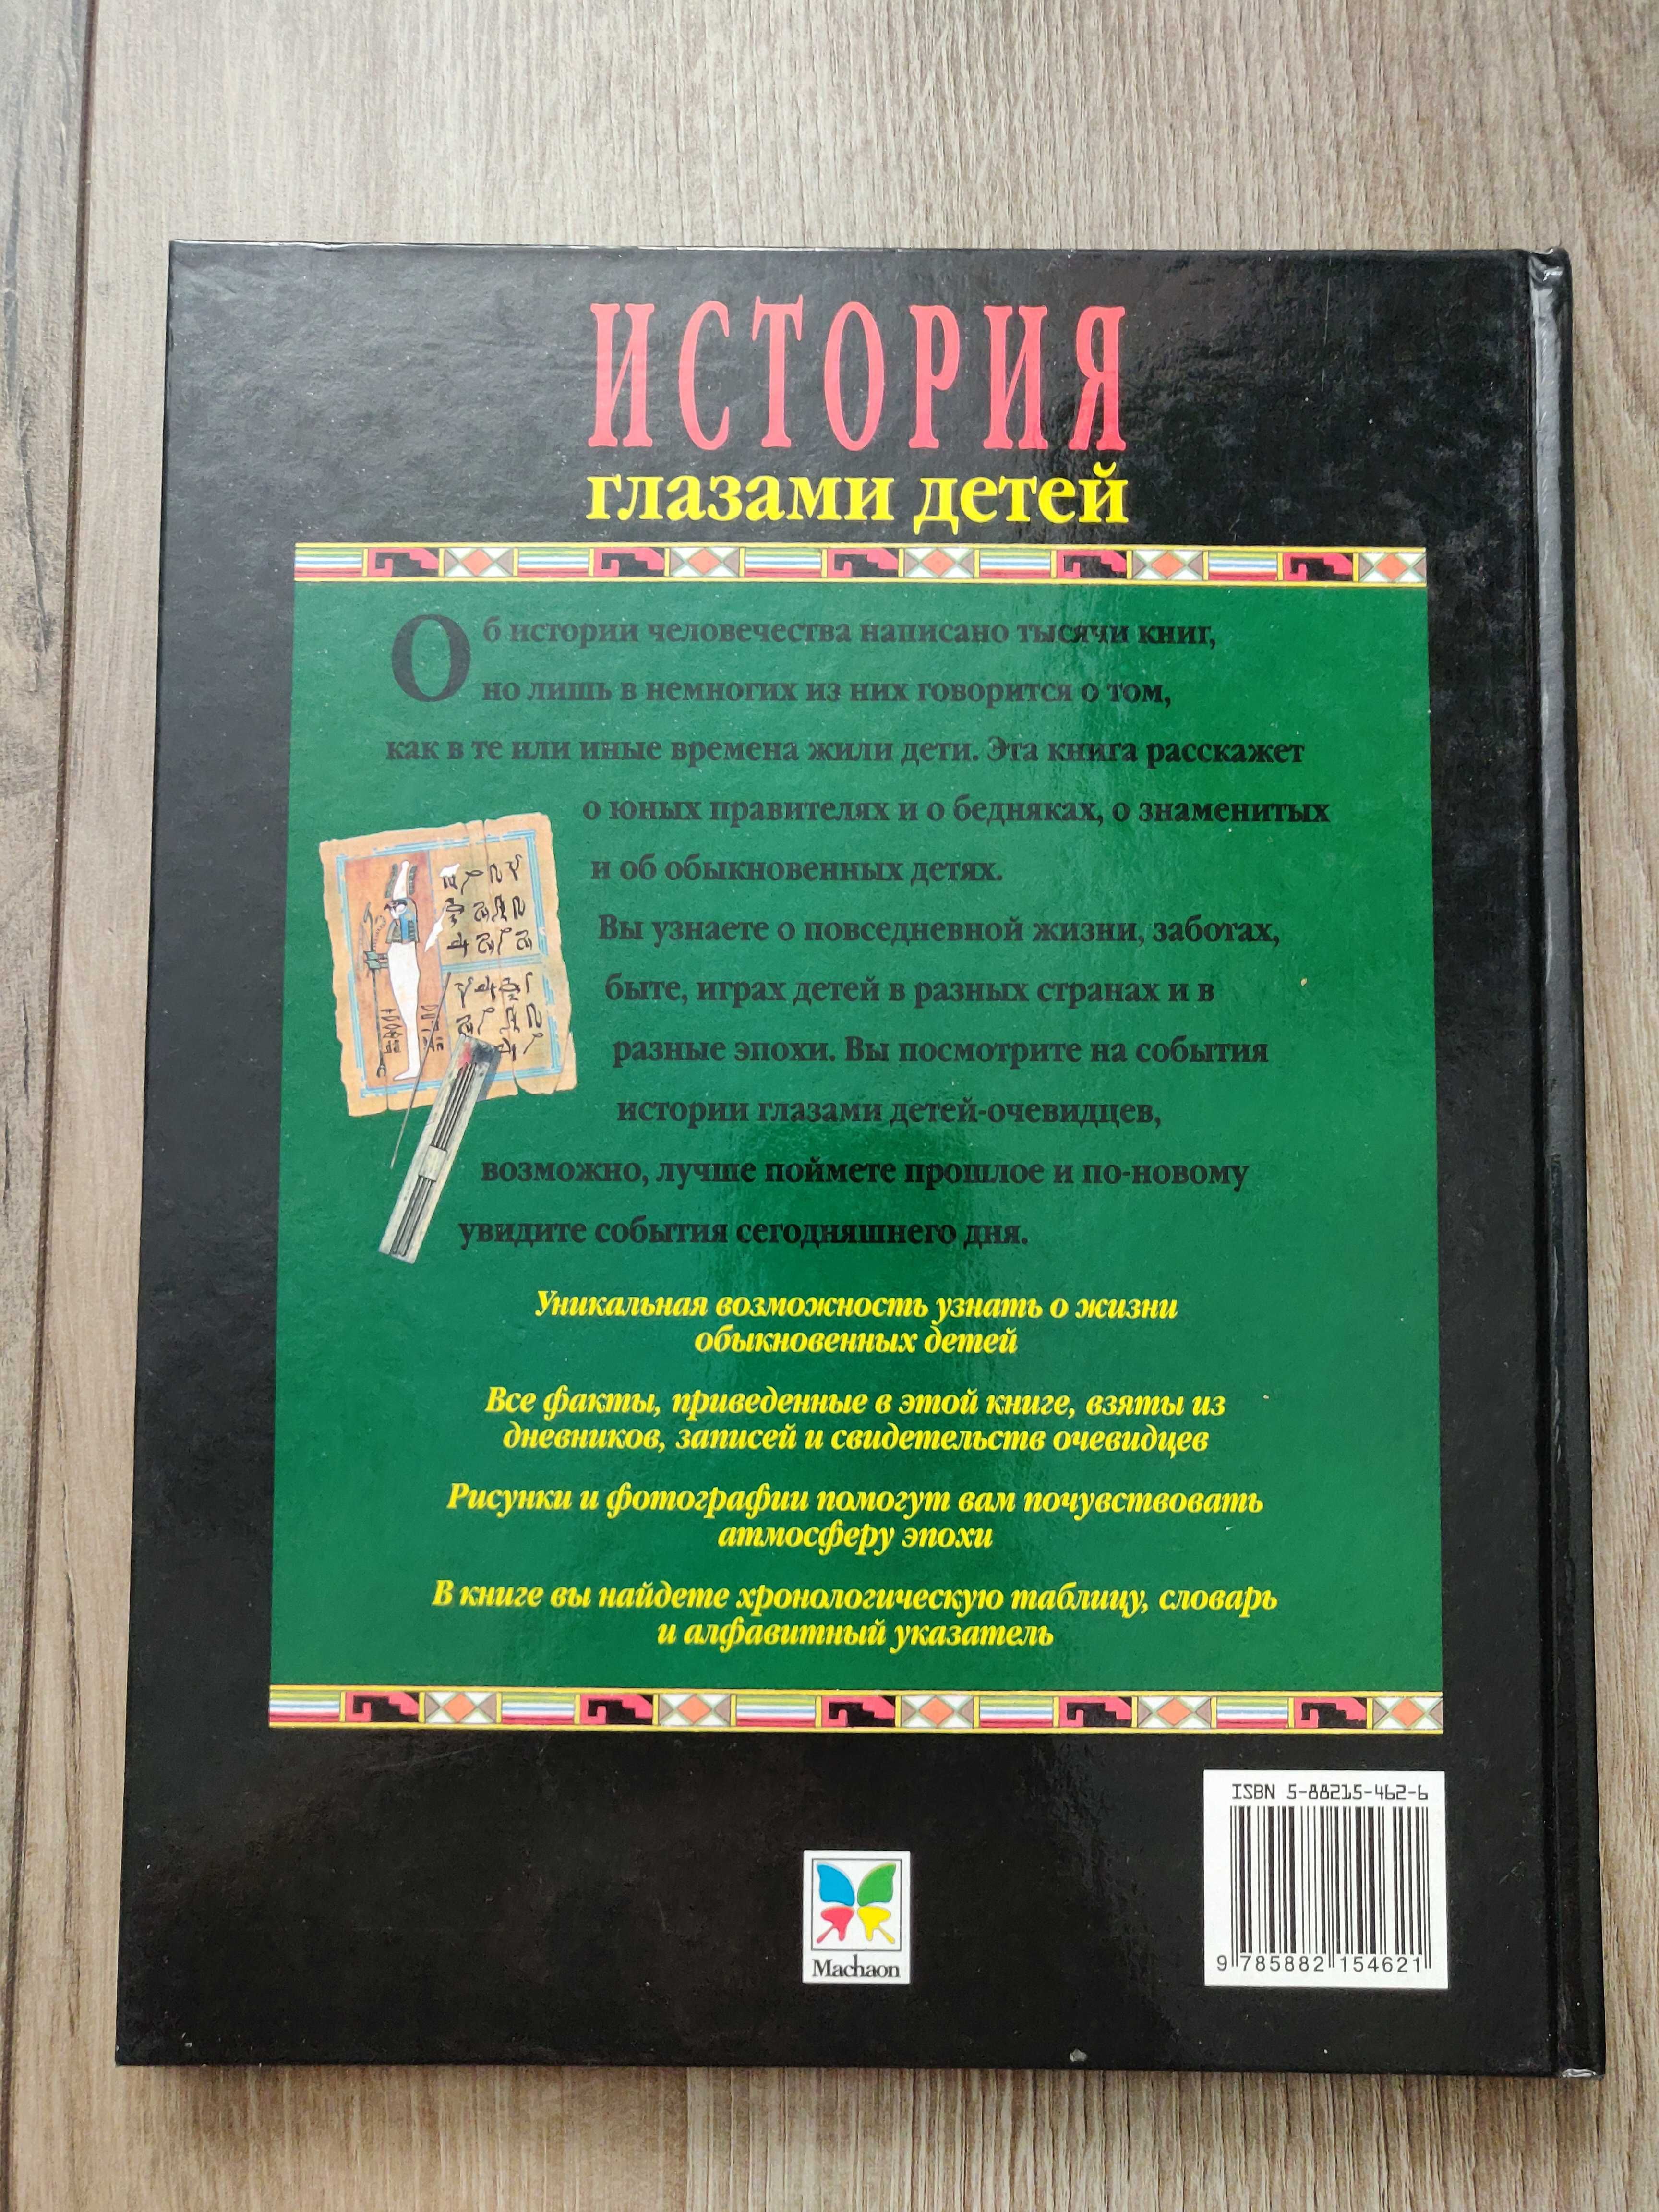 ИСТОРИЯ
глазами детей
Об истории человечества написано тысячи книг,
но лишь в немногих из них говорится о том,
как в те или иные времена жили дети. Эта книга расскажет
о юных правителях и о бедняках, о знаменитых
и об обыкновенных детях.
Вы узнаете о повседневной жизни, заботах,
быте, играх детей в разных странах и в
разные эпохи. Вы посмотрите на события
истории глазами детей-очевидцев,
возможно, лучше поймете прошлое и по-новому
увидите события сегодняшнего дня.
Уникальная возможность узнать о жизни
обыкновенных детей
Все факты, приведенные в этой книге, взяты из
дневников, записей и свидетельств очевидцев
Рисунки и фотографии помогут вам почувствовать
атмосферу эпохи
В книге вы найдете хронологическую таблицу, словарь
и алфавитный указатель
ISBN 5-88215-462-6
9 785882 154621
Machaon